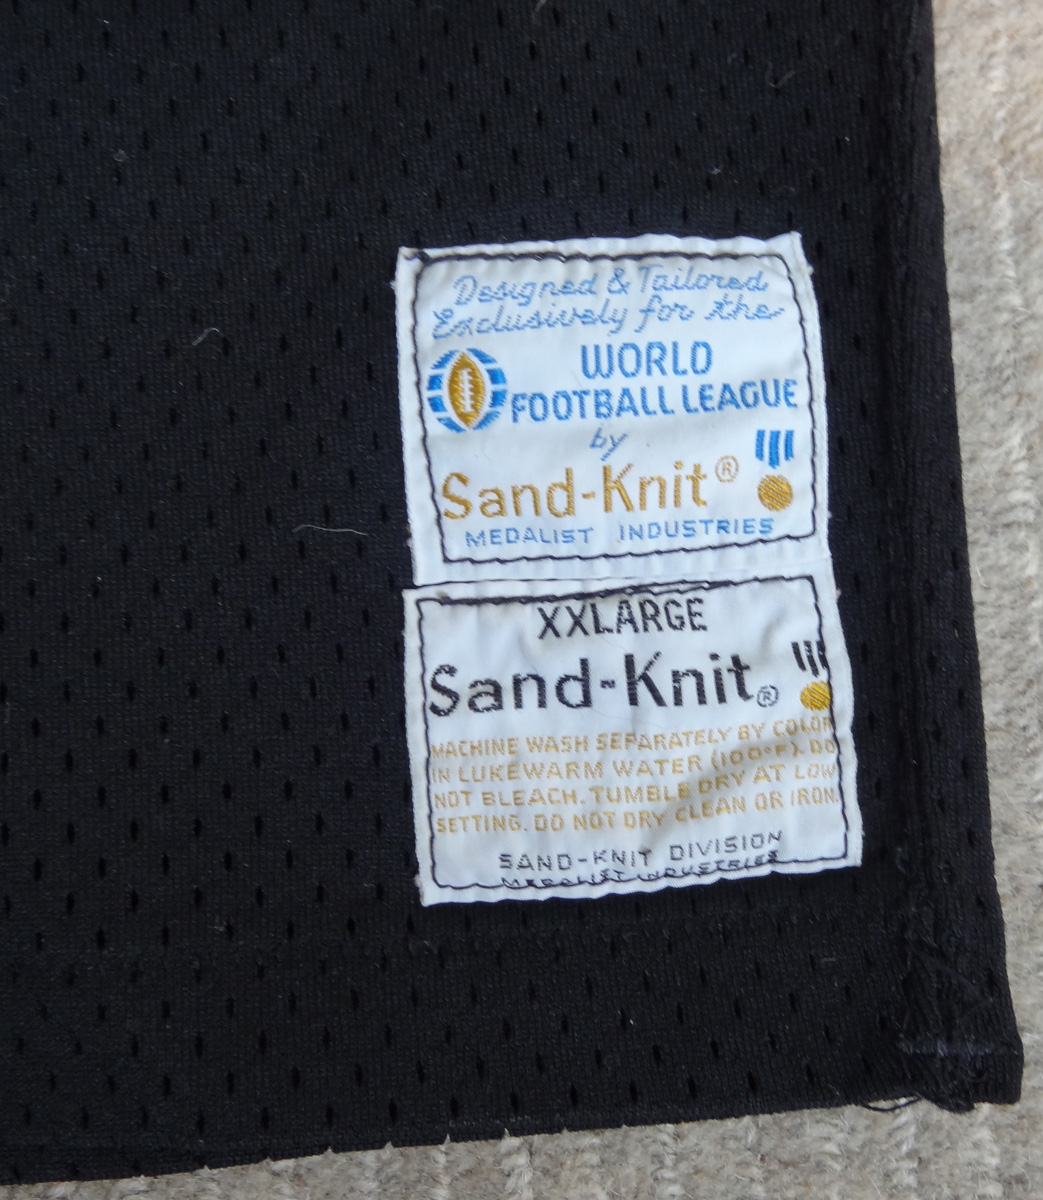 Designed & Tailored
Exclusively for the
WORLD
FOOTBALL LEAGUE
by
Sand-Knit®
MEDALIST INDUSTRIES
XXLARGE
Sand-Knit®
MACHINE WASH SEPARATELY BY COLOR
IN LUKEWARM WATER (100°F). DO
NOT BLEACH. TUMBLE DRY AT LOW
SETTING. DO NOT DRY CLEAN OR IRON.
SAND-KNIT DIVISION
MEDALIST INDUSTRIES